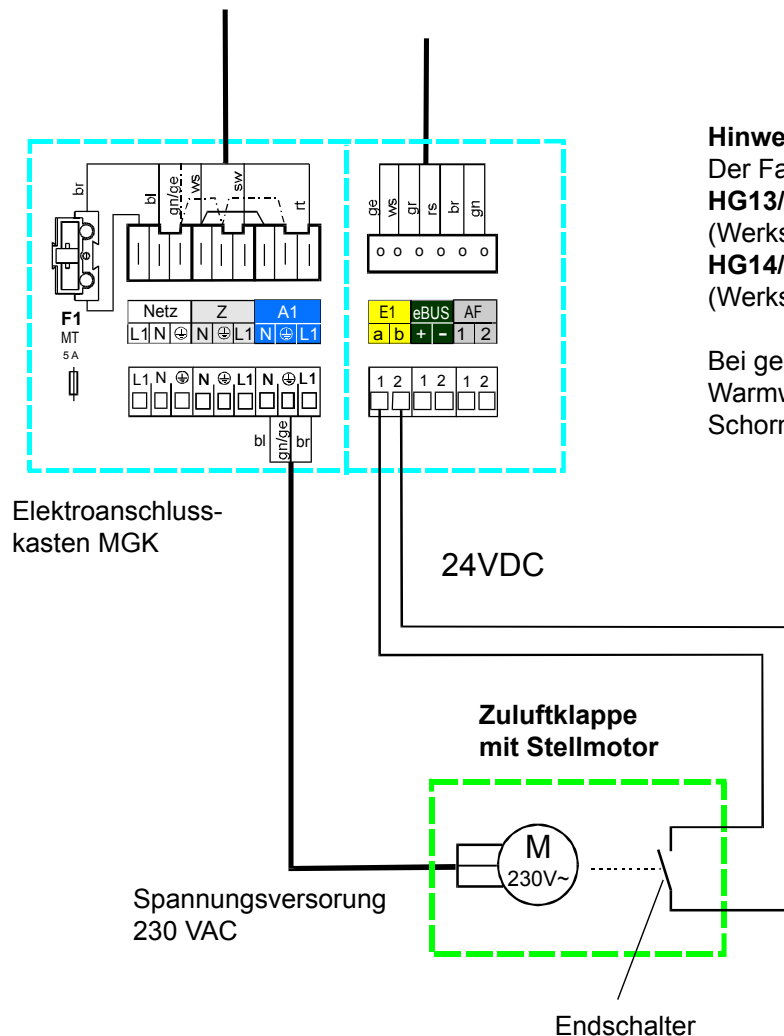 br
bl
gn/ge
ws
sw
rt
ge
ws
gr
rs
br
gn
Hinwe
Der Fa
HG13/
(Werks
HG14/
(Werks
Bei ge
Warmw
Schorr
F1
MT
5 A
Netz Z A1
L1 N N L1 N L1
E1 eBUS AF
a b + - 1 2
L1 N N L1 N L1
1 2 1 2 1 2
bl gn/ge br
Elektroanschluss-
kasten MGK
24VDC
Zuluftklappe
mit Stellmotor
M
230V~
Spannungsversorung
230 VAC
Endschalter